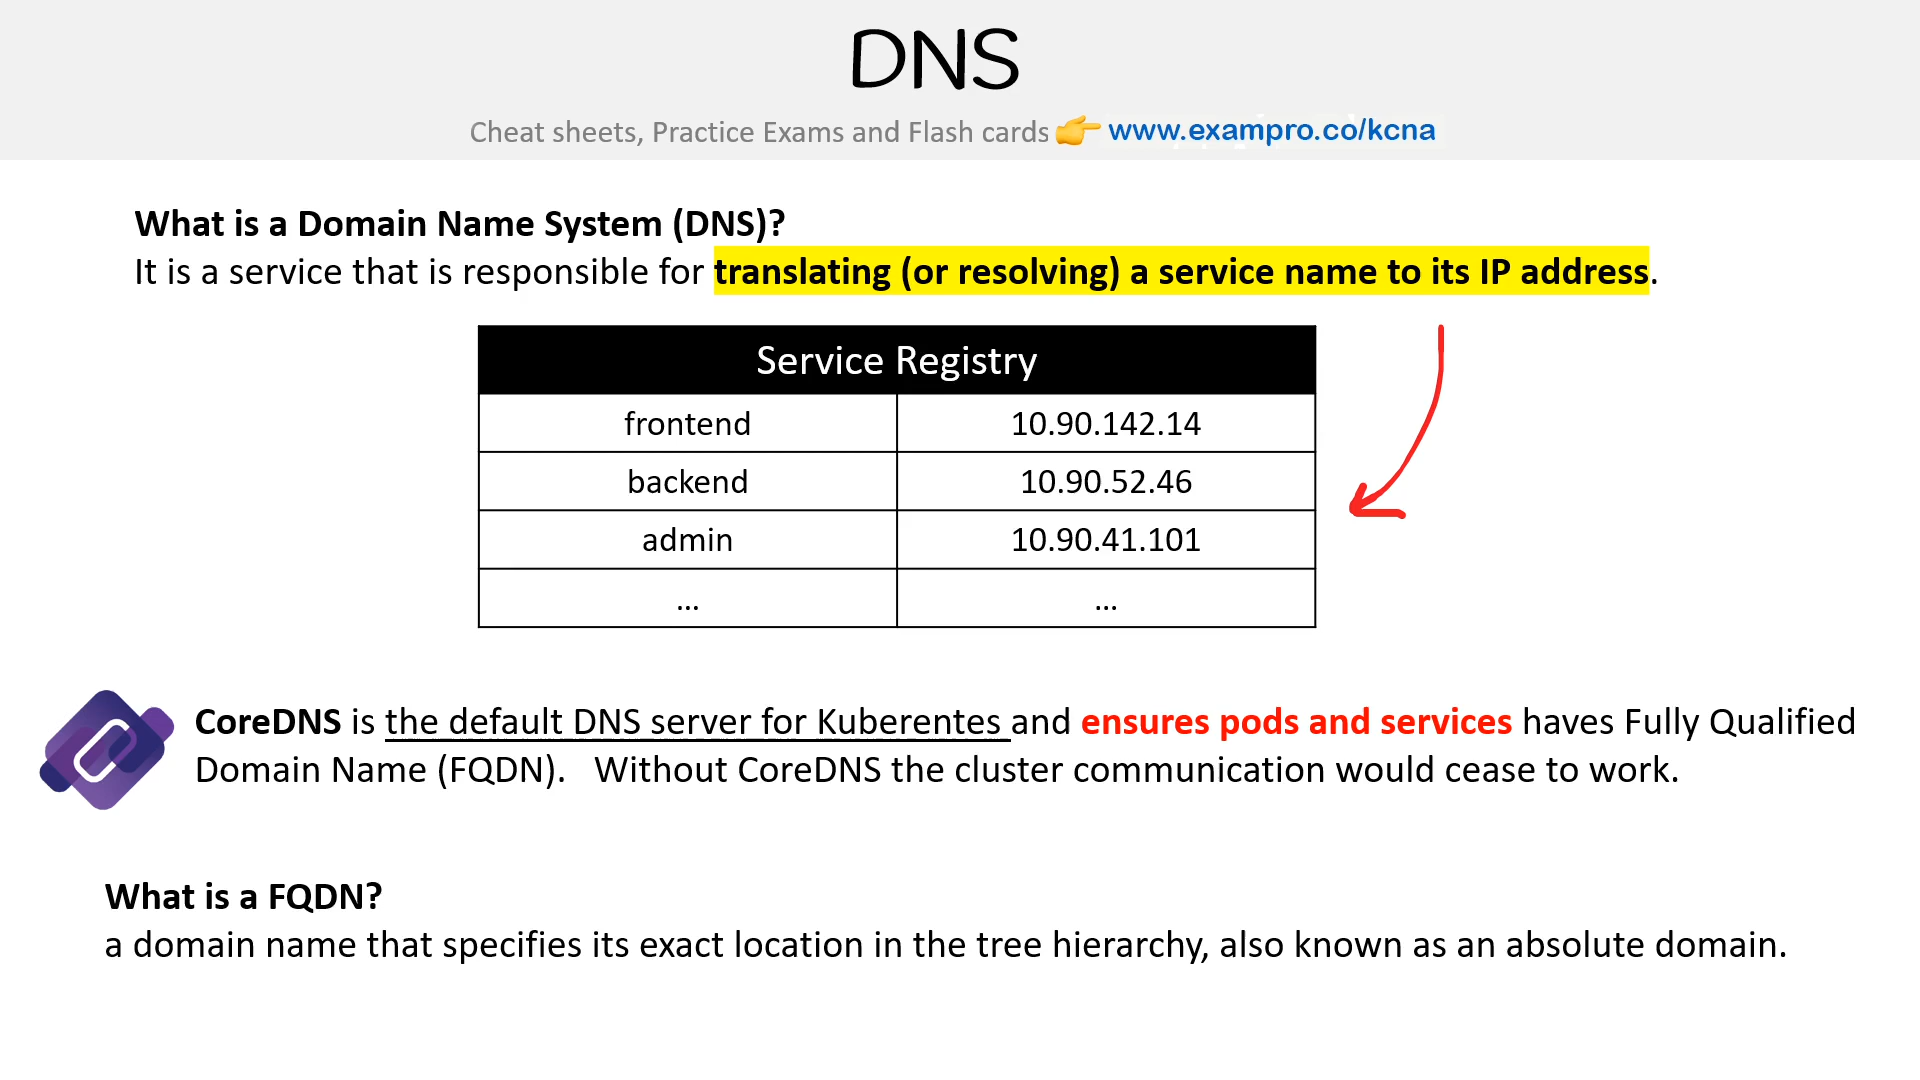 DNS
Cheat sheets, Practice Exams and Flash cards 👉 www.exampro.co/kcna
What is a Domain Name System (DNS)?
It is a service that is responsible for translating (or resolving) a service name to its IP address.
Service Registry
frontend 10.90.142.14
backend 10.90.52.46
admin 10.90.41.101
... ...
CoreDNS is the default DNS server for Kuberentes and ensures pods and services haves Fully Qualified
Domain Name (FQDN). Without CoreDNS the cluster communication would cease to work.
What is a FQDN?
a domain name that specifies its exact location in the tree hierarchy, also known as an absolute domain.